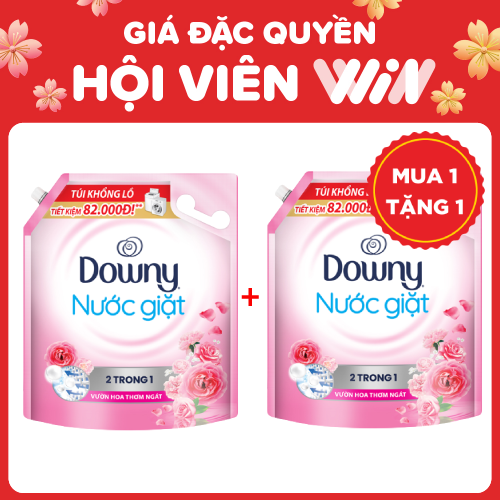 GIÁ ĐẶC QUYỀN
HỘI VIÊN WiN
TÚI KHỔNG LỒ
TIẾT KIỆM 82.000Đ!
Downy
Nước giặt
2 TRONG 1
VƯỜN HOA THƠM NGÁT
+
TÚI KHỔNG
TIẾT KIỆM 82.000Đ
Downy
Nước giặt
2 TRONG 1
VƯỜN HOA THƠM NGÁT
MUA 1
TẶNG 1